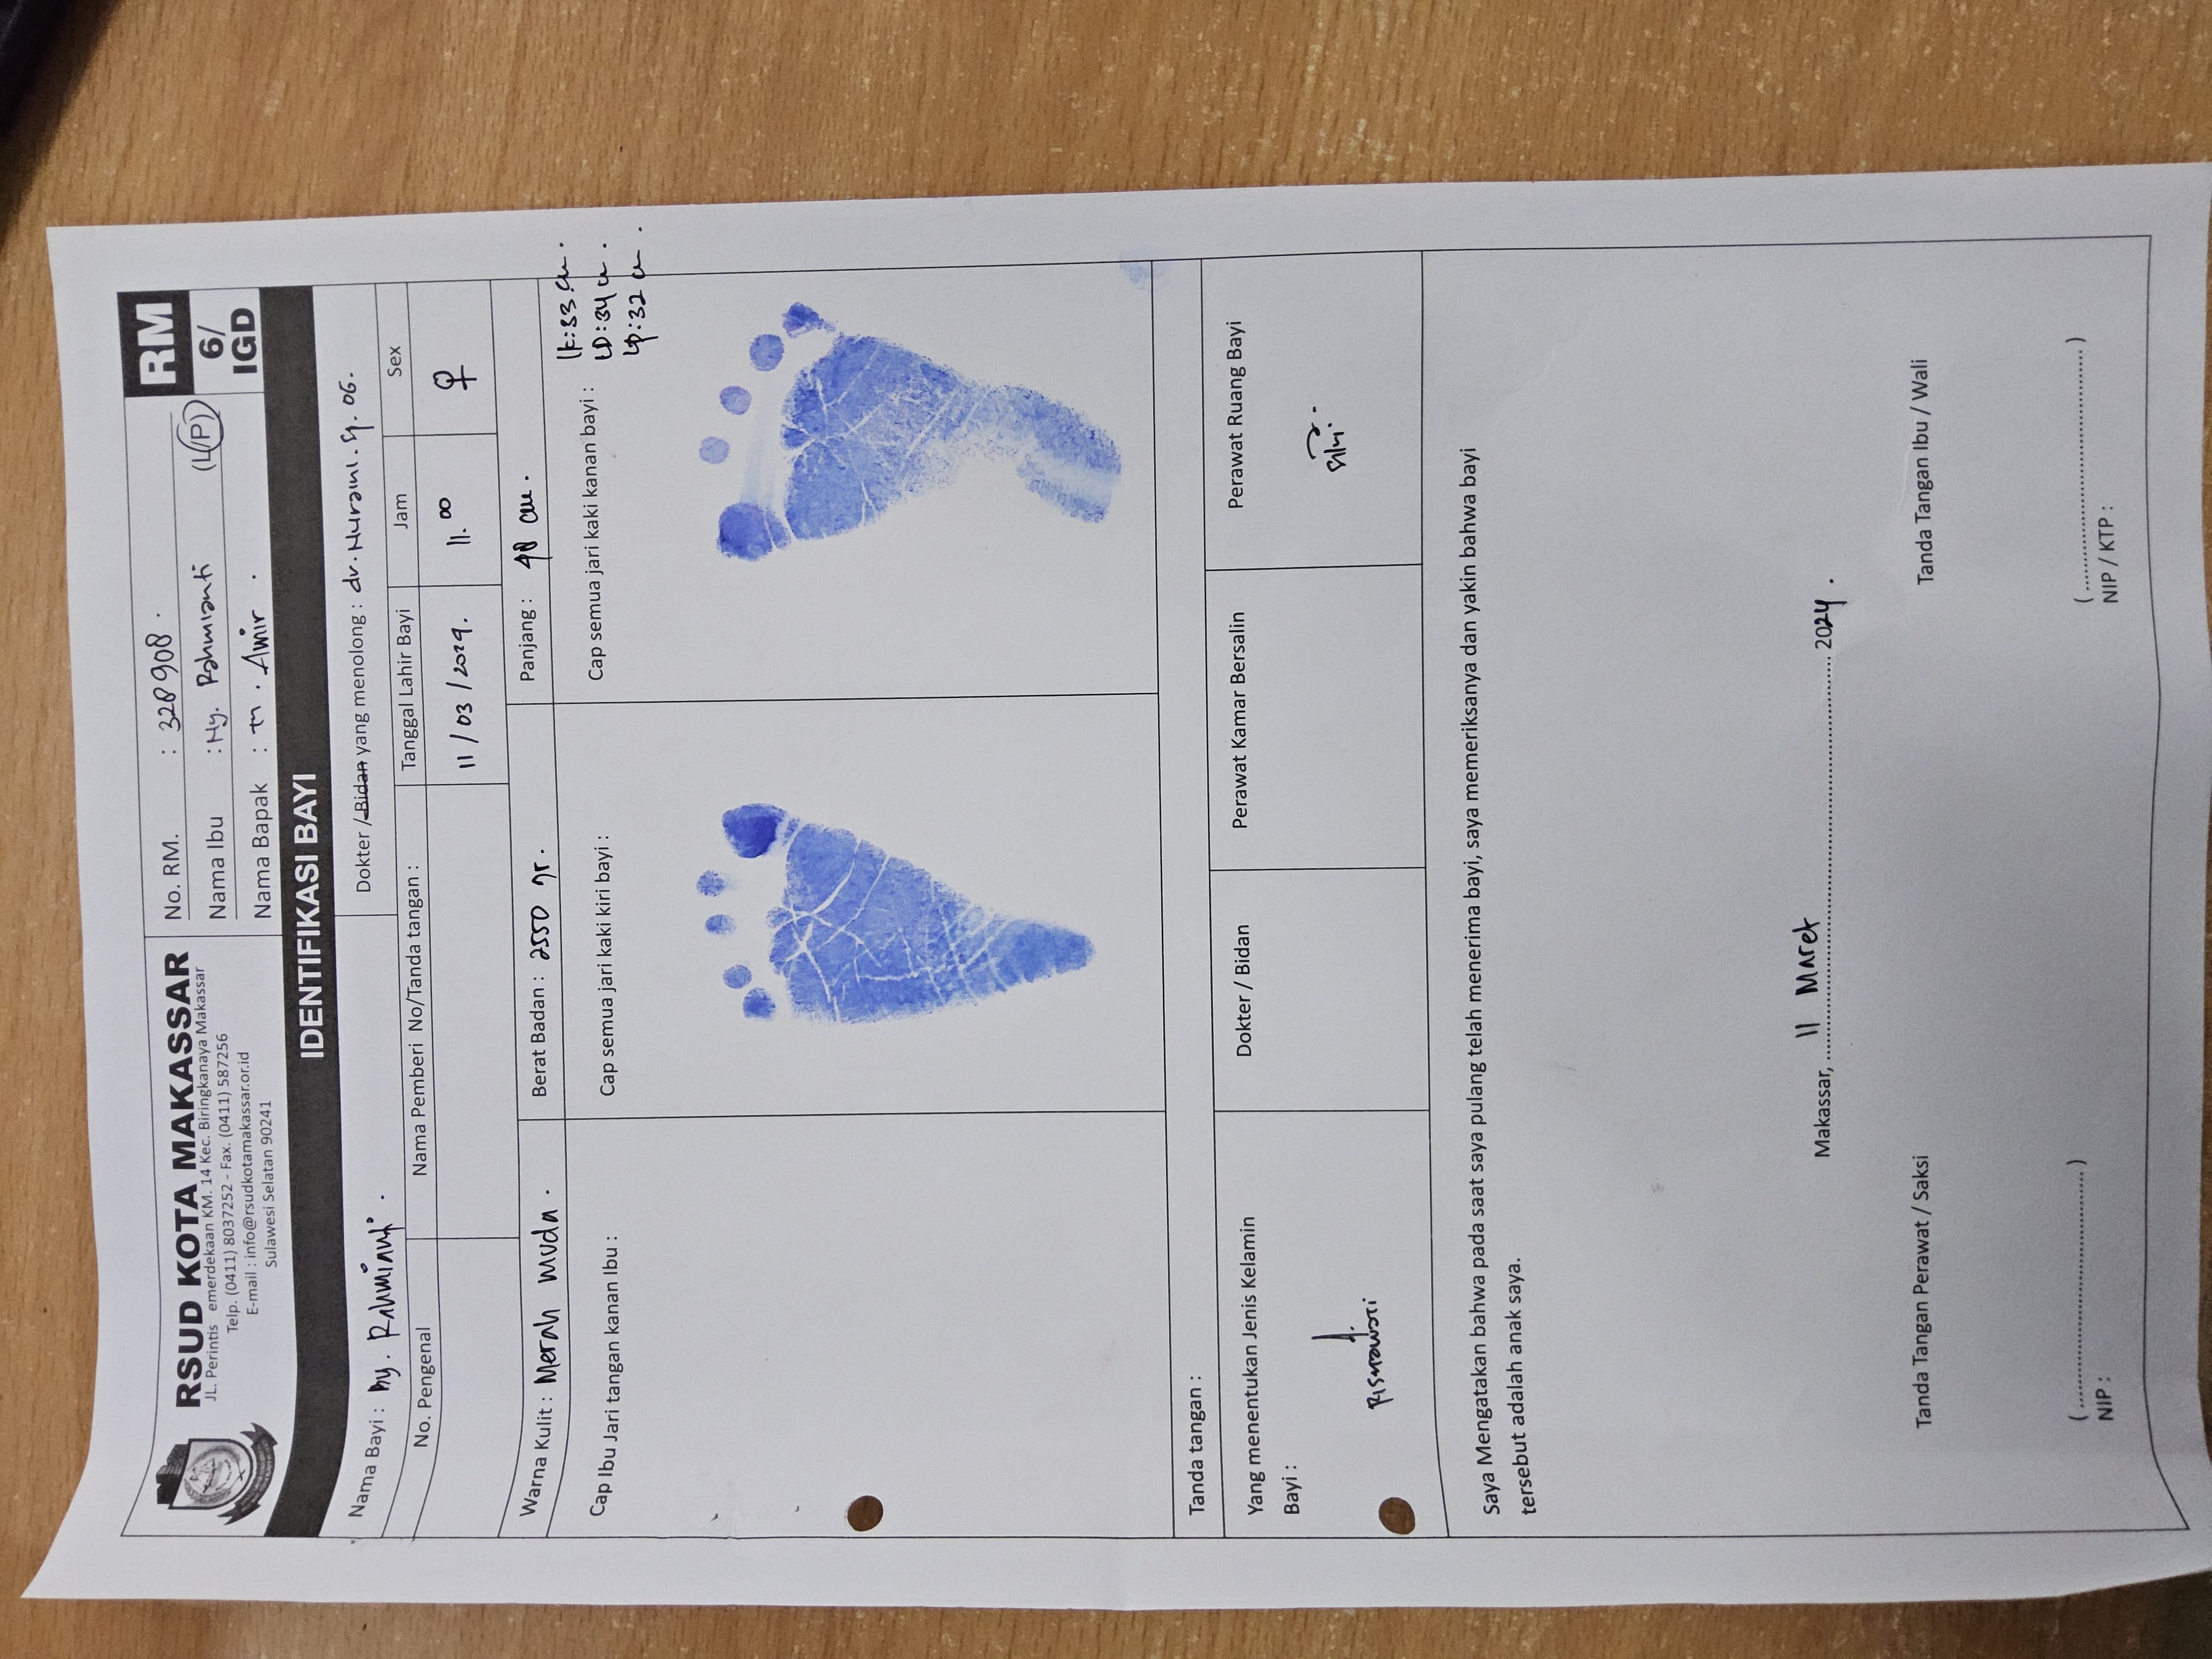 RSUD KOTA MAKASSAR
JL. Perintis emerdekaan KM. 14 Kec. Biringkanaya Makassar
Telp. (0411) 8037252 - Fax. (0411) 587256
E-mail : info@rsudkotamakassar.or.id
Sulawesi Selatan 90241
No. RM. : 328908.
Nama Ibu : Ny. Rahmianti (L/P)
Nama Bapak : tn. Amir.
RM
6/
IGD
IDENTIFIKASI BAYI
Nama Bayi : By. Rahmianti.
Dokter / Bidan yang menolong : dr. Nuraini. Sp. OG.
No. Pengenal
Nama Pemberi No/Tanda tangan :
Tanggal Lahir Bayi
Jam
Sex
11/03/2024.
11.00
♀
Warna Kulit : Merah muda.
Berat Badan : 2550 gr.
Panjang : 48 cm.
Cap Ibu Jari tangan kanan Ibu :
Cap semua jari kaki kiri bayi :
Cap semua jari kaki kanan bayi :
LK: 33 cm.
LD: 34 cm.
LP: 32 cm.
Tanda tangan :
Yang menentukan Jenis Kelamin
Bayi :
Dokter / Bidan
Perawat Kamar Bersalin
Perawat Ruang Bayi
Saya Mengatakan bahwa pada saat saya pulang telah menerima bayi, saya memeriksanya dan yakin bahwa bayi
tersebut adalah anak saya.
Makassar, 11 Maret 2024.
Tanda Tangan Perawat / Saksi
Tanda Tangan Ibu / Wali
(........................................)
(........................................)
NIP :
NIP / KTP :